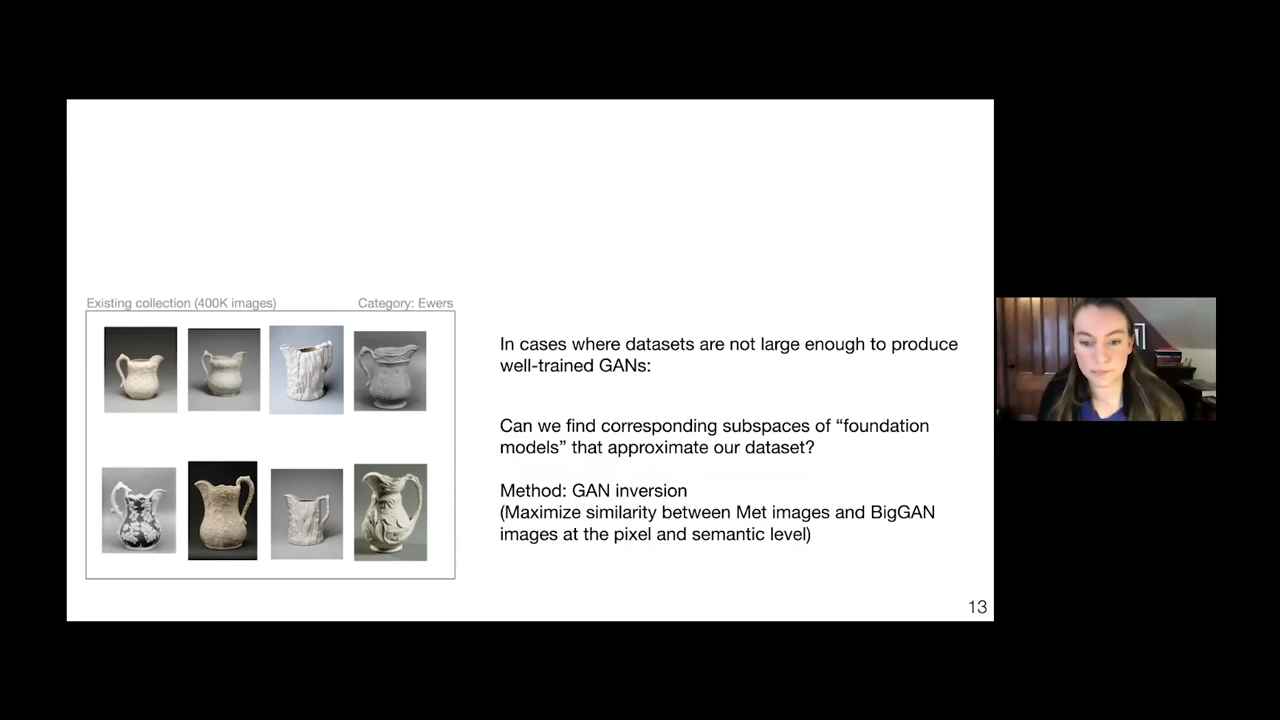 Existing collection (400K images)
Category: Ewers
In cases where datasets are not large enough to produce
well-trained GANs:
Can we find corresponding subspaces of “foundation
models” that approximate our dataset?
Method: GAN inversion
(Maximize similarity between Met images and BigGAN
images at the pixel and semantic level)
13